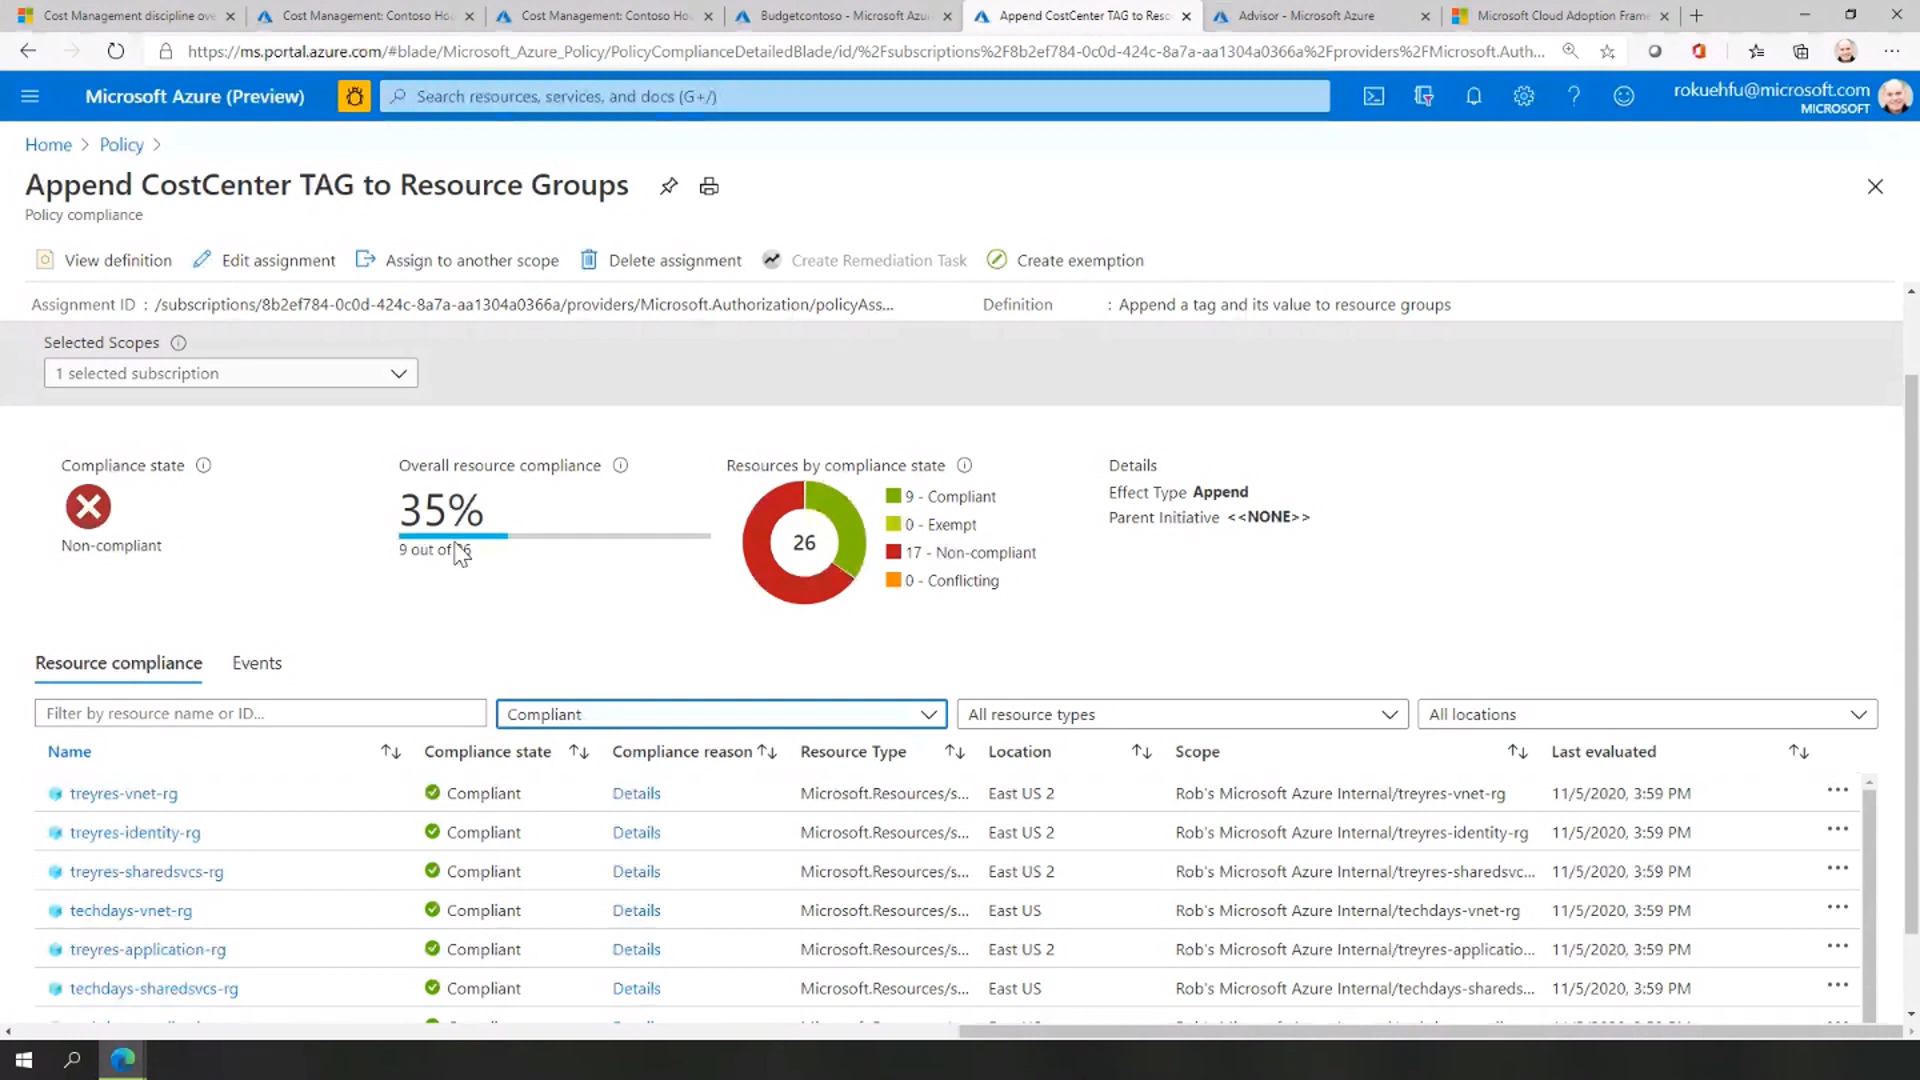 Cost Management discipline ove
Cost Management: Contoso Ho
Cost Management: Contoso Ho
Budgetcontoso - Microsoft Azu
Append CostCenter TAG to Reso
Advisor - Microsoft Azure
Microsoft Cloud Adoption Frame
https://ms.portal.azure.com/#blade/Microsoft_Azure_Policy/PolicyComplianceDetailedBlade/id/%2Fsubscriptions%2F8b2ef784-0c0d-424c-8a7a-aa1304a0366a%2Fproviders%2FMicrosoft.Auth...
Microsoft Azure (Preview)
Search resources, services, and docs (G+/)
rokuehfu@microsoft.com
MICROSOFT
Home > Policy >
Append CostCenter TAG to Resource Groups
Policy compliance
View definition
Edit assignment
Assign to another scope
Delete assignment
Create Remediation Task
Create exemption
Assignment ID : /subscriptions/8b2ef784-0c0d-424c-8a7a-aa1304a0366a/providers/Microsoft.Authorization/policyAss...
Definition : Append a tag and its value to resource groups
Selected Scopes
1 selected subscription
Compliance state
Non-compliant
Overall resource compliance
35%
9 out of
Resources by compliance state
26
9 - Compliant
0 - Exempt
17 - Non-compliant
0 - Conflicting
Details
Effect Type Append
Parent Initiative <<NONE>>
Resource compliance
Events
Filter by resource name or ID...
Compliant
All resource types
All locations
Name Compliance state Compliance reason Resource Type Location Scope Last evaluated
treyres-vnet-rg Compliant Details Microsoft.Resources/s... East US 2 Rob's Microsoft Azure Internal/treyres-vnet-rg 11/5/2020, 3:59 PM
treyres-identity-rg Compliant Details Microsoft.Resources/s... East US 2 Rob's Microsoft Azure Internal/treyres-identity-rg 11/5/2020, 3:59 PM
treyres-sharedsvcs-rg Compliant Details Microsoft.Resources/s... East US 2 Rob's Microsoft Azure Internal/treyres-sharedsvc... 11/5/2020, 3:59 PM
techdays-vnet-rg Compliant Details Microsoft.Resources/s... East US Rob's Microsoft Azure Internal/techdays-vnet-rg 11/5/2020, 3:59 PM
treyres-application-rg Compliant Details Microsoft.Resources/s... East US 2 Rob's Microsoft Azure Internal/treyres-applicatio... 11/5/2020, 3:59 PM
techdays-sharedsvcs-rg Compliant Details Microsoft.Resources/s... East US Rob's Microsoft Azure Internal/techdays-shareds... 11/5/2020, 3:59 PM